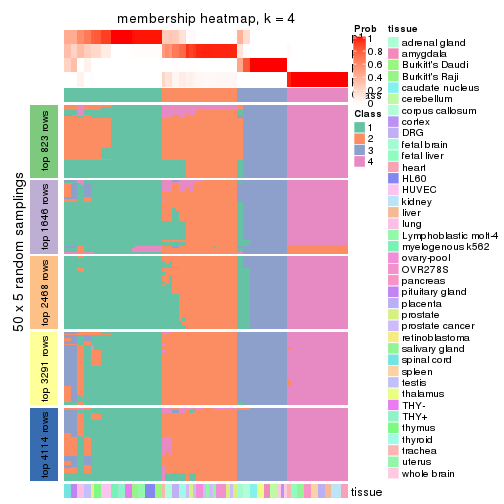 membership heatmap, k = 4
50 x 5 random samplings
top 823 rows
top 1646 rows
top 2468 rows
top 3291 rows
top 4114 rows
Prob
1
0.8
0.6
0.4
0.2
0
Class
1
2
3
4
tissue
adrenal gland
amygdala
Burkitt's Daudi
Burkitt's Raji
caudate nucleus
cerebellum
corpus callosum
cortex
DRG
fetal brain
fetal liver
heart
HL60
HUVEC
kidney
liver
lung
Lymphoblastic molt-4
myelogenous k562
ovary-pool
OVR278S
pancreas
pituitary gland
placenta
prostate
prostate cancer
retinoblastoma
salivary gland
spinal cord
spleen
testis
thalamus
THY-
THY+
thymus
thyroid
trachea
uterus
whole brain
tissue